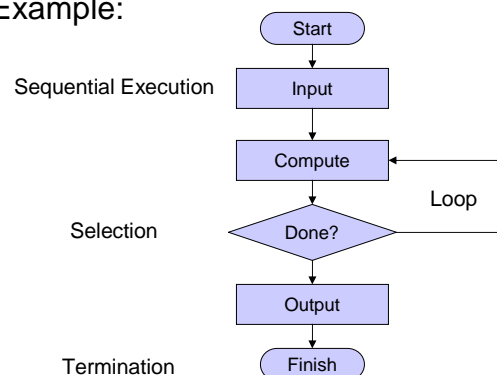 Example:
Start
Sequential Execution
Input
Compute
Loop
Selection
Done?
Output
Termination
Finish